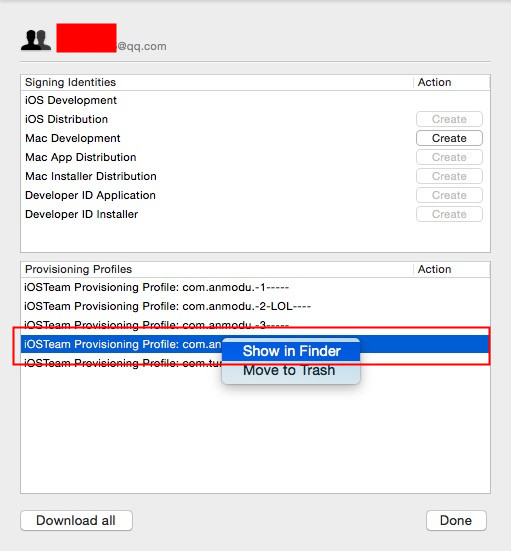 @qq.com
Signing Identities Action
iOS Development
iOS Distribution Create
Mac Development Create
Mac App Distribution Create
Mac Installer Distribution Create
Developer ID Application Create
Developer ID Installer Create
Provisioning Profiles Action
iOSTeam Provisioning Profile: com.anmodu.-1-----
iOSTeam Provisioning Profile: com.anmodu.-2-LOL----
iOSTeam Provisioning Profile: com.anmodu.-3-----
iOSTeam Provisioning Profile: com.an
Show in Finder
iOSTeam Provisioning Profile: com.tu
Move to Trash
Download all Done